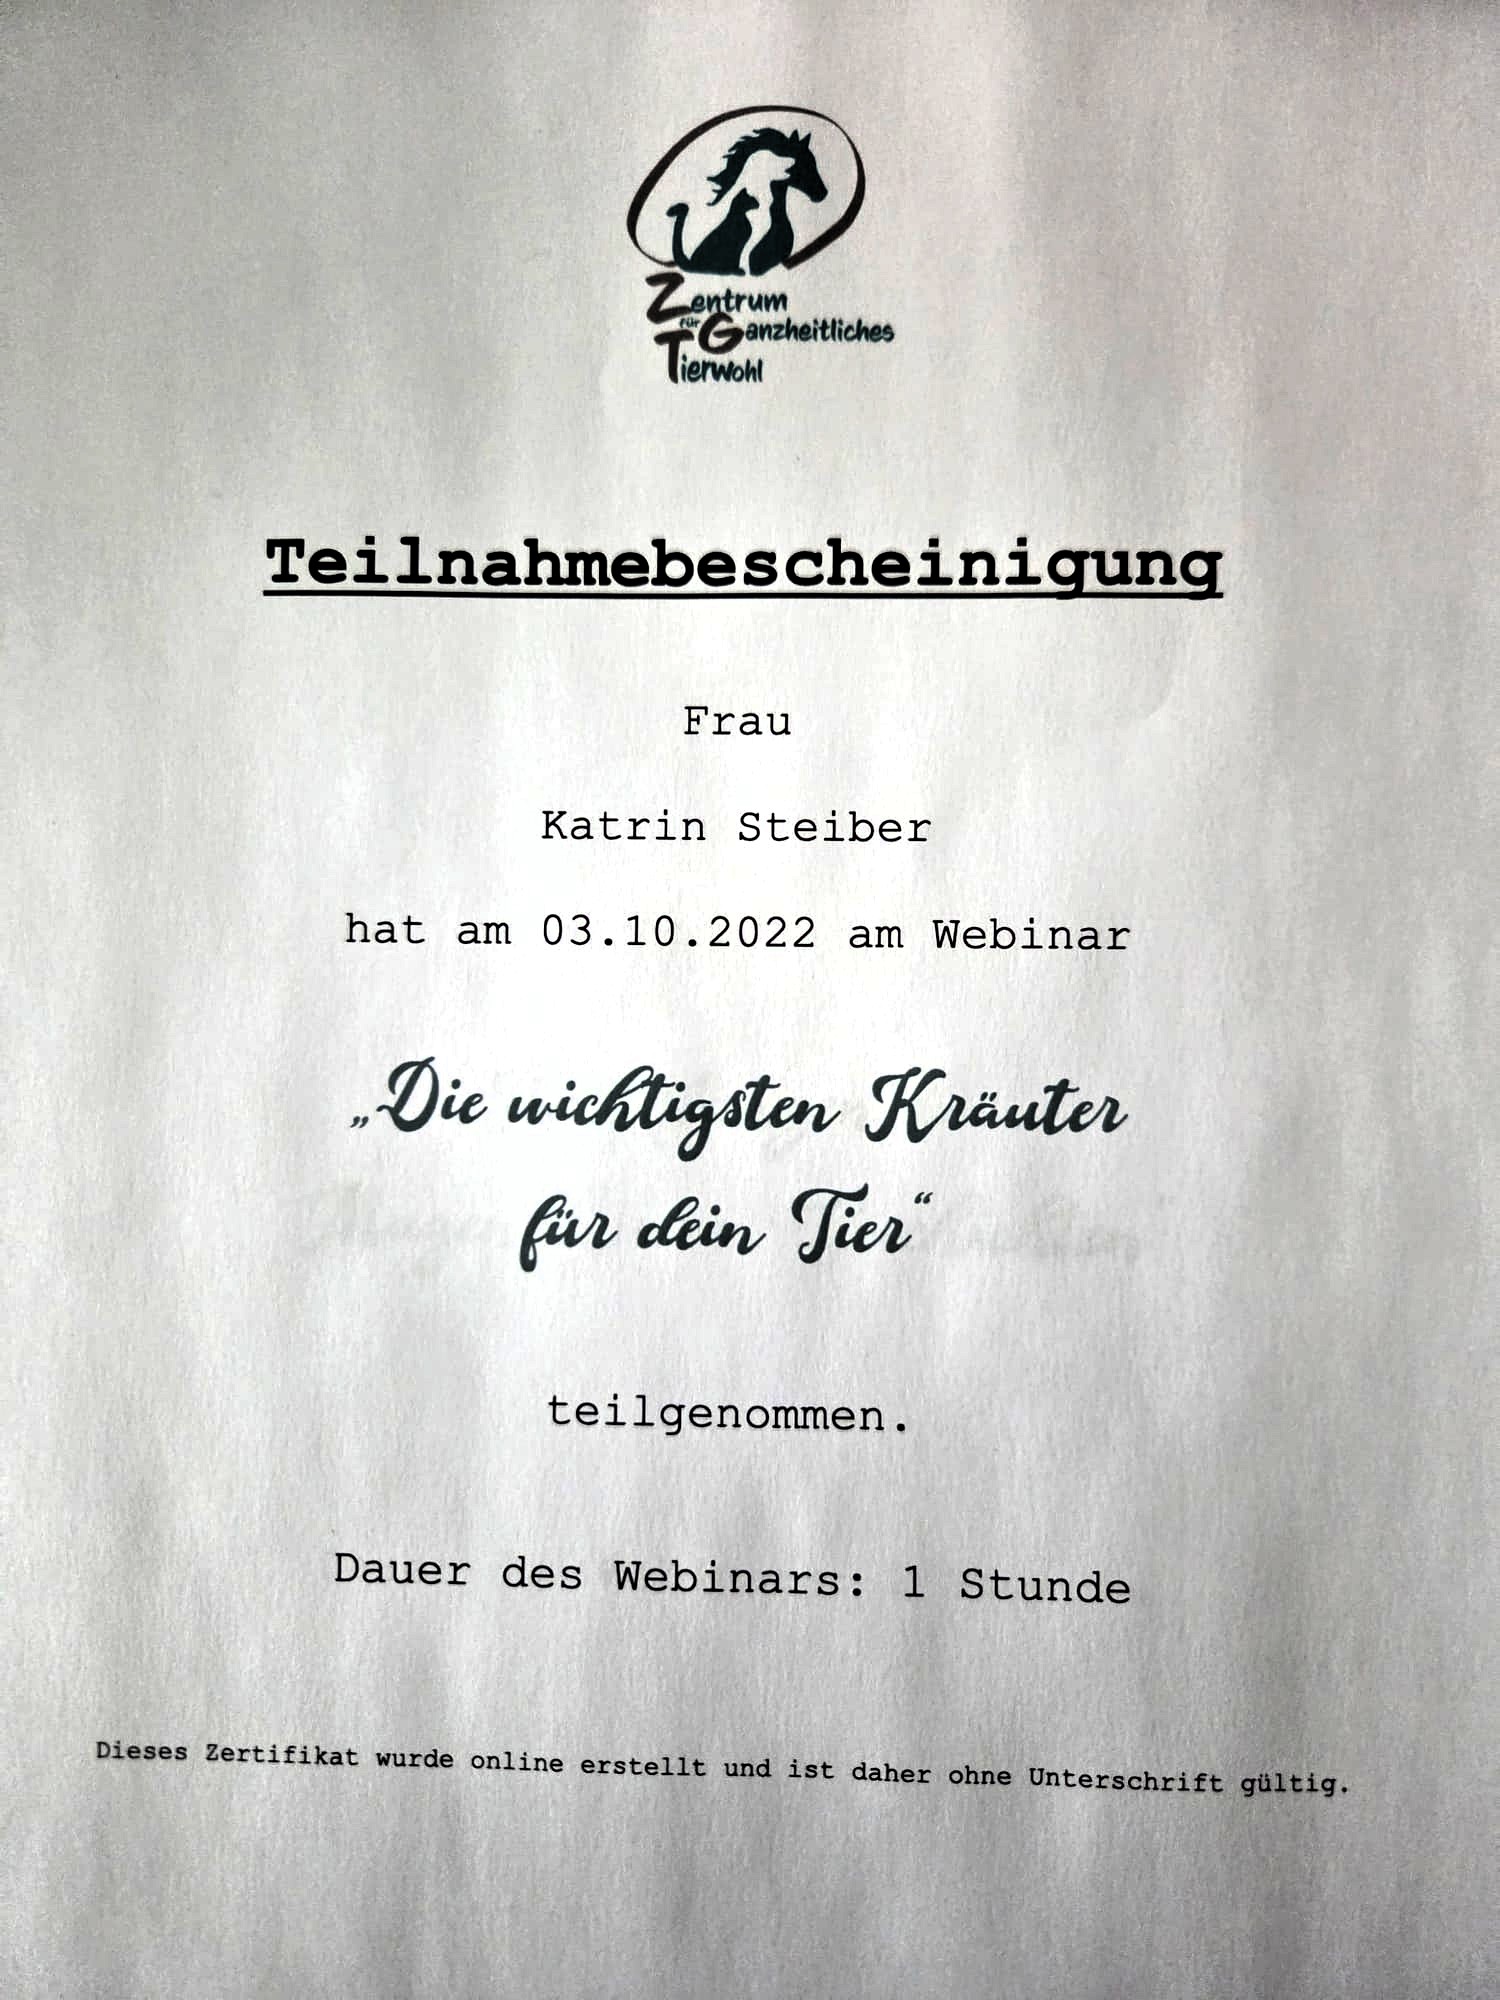 Zentrum
für Ganzheitliches
Tierwohl
Teilnahmebescheinigung
Frau
Katrin Steiber
hat am 03.10.2022 am Webinar
„Die wichtigsten Kräuter
für dein Tier“
teilgenommen.
Dauer des Webinars: 1 Stunde
Dieses Zertifikat wurde online erstellt und ist daher ohne Unterschrift gültig.